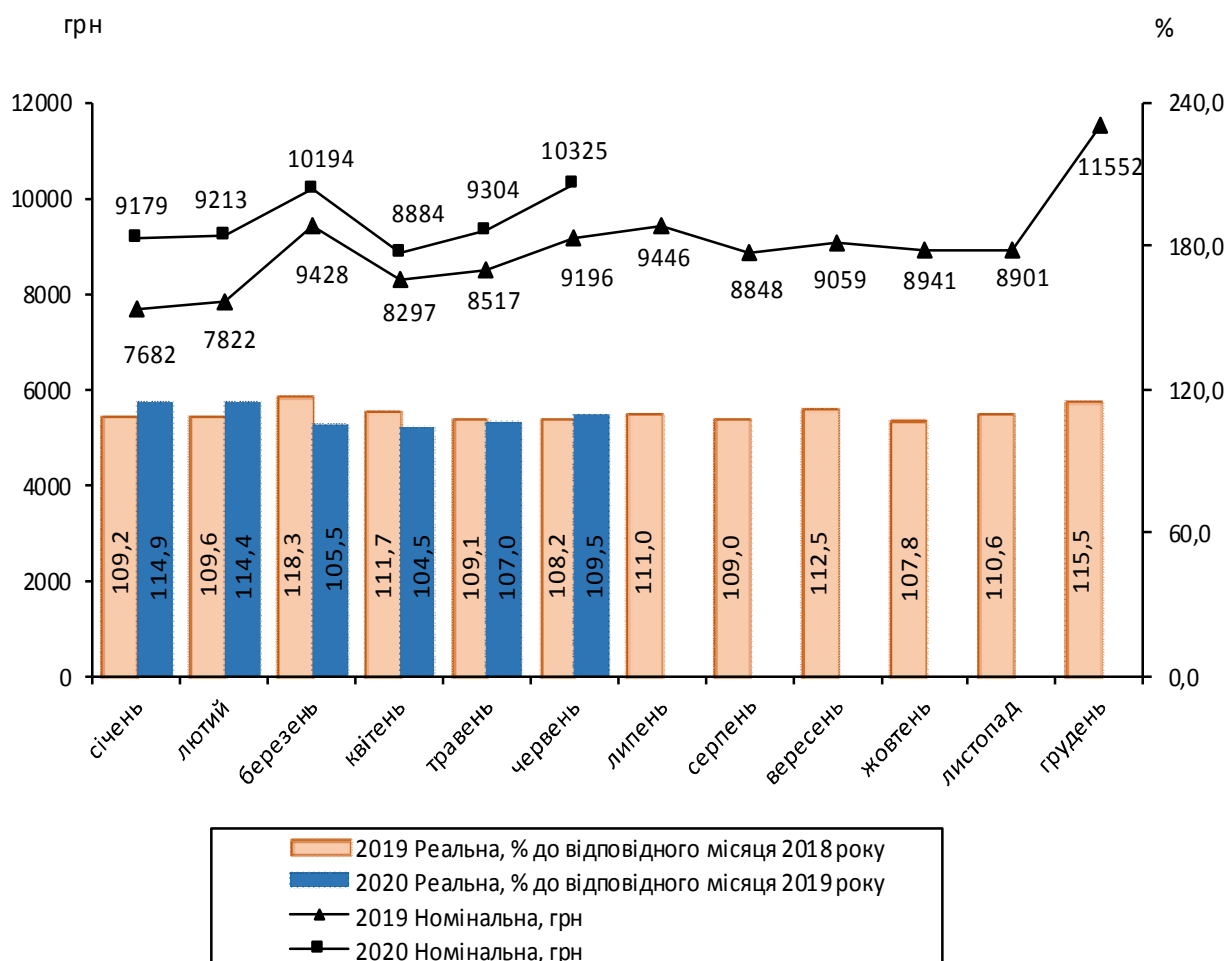 грн %
12000 240,0
10000
180,0
8000
6000 120,0
4000
60,0
2000
0 0,0
9179 9213 10194 8884 9304 10325
7682 7822 9428 8297 8517 9196 9446 8848 9059 8941 8901 11552
109,2 114,9 109,6 114,4 118,3 105,5 111,7 104,5 109,1 107,0 108,2 109,5 111,0 109,0 112,5 107,8 110,6 115,5
січень лютий березень квітень травень червень липень серпень вересень жовтень листопад грудень
2019 Реальна, % до відповідного місяця 2018 року
2020 Реальна, % до відповідного місяця 2019 року
2019 Номінальна, грн
2020 Номінальна, грн